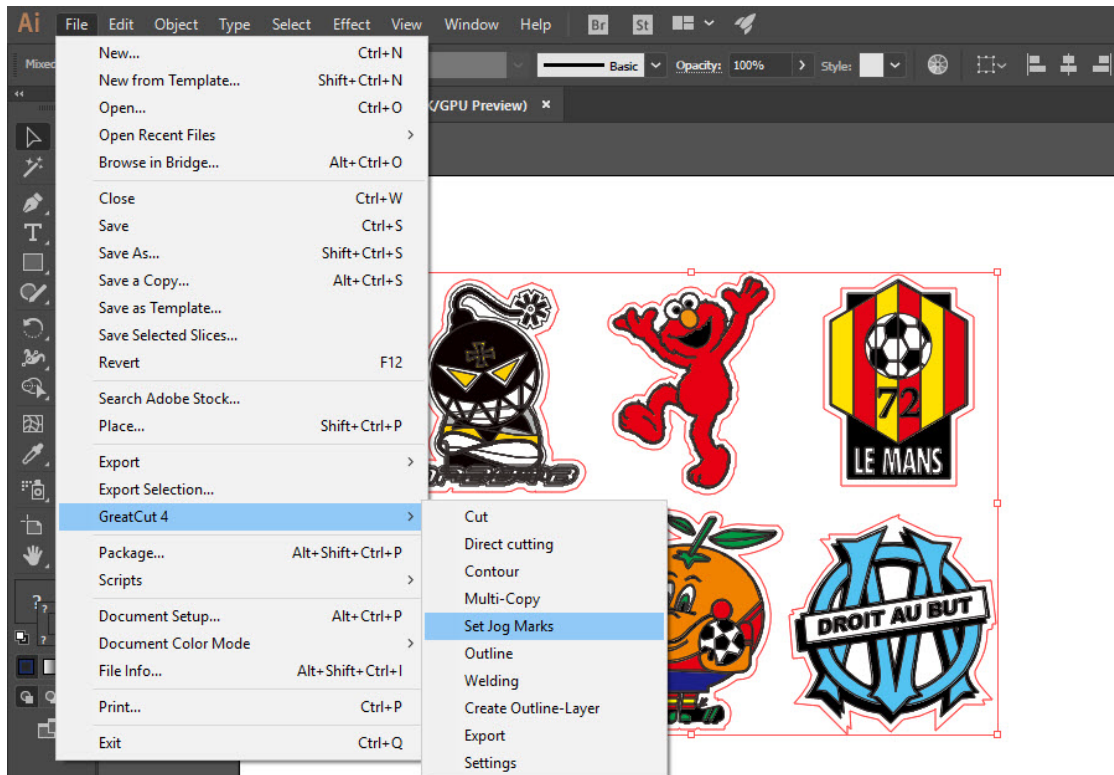 Ai File Edit Object Type Select Effect View Window Help Br St
Basic Opacity: 100% Style:
K/GPU Preview) ×
New... Ctrl+N
New from Template... Shift+Ctrl+N
Open... Ctrl+O
Open Recent Files
Browse in Bridge... Alt+Ctrl+O
Close Ctrl+W
Save Ctrl+S
Save As... Shift+Ctrl+S
Save a Copy... Alt+Ctrl+S
Save as Template...
Save Selected Slices...
Revert F12
Search Adobe Stock...
Place... Shift+Ctrl+P
Export
Export Selection...
GreatCut 4
Package... Alt+Shift+Ctrl+P
Scripts
Document Setup... Alt+Ctrl+P
Document Color Mode
File Info... Alt+Shift+Ctrl+I
Print... Ctrl+P
Exit Ctrl+Q
Cut
Direct cutting
Contour
Multi-Copy
Set Jog Marks
Outline
Welding
Create Outline-Layer
Export
Settings
72
LE MANS
DROIT AU BUT